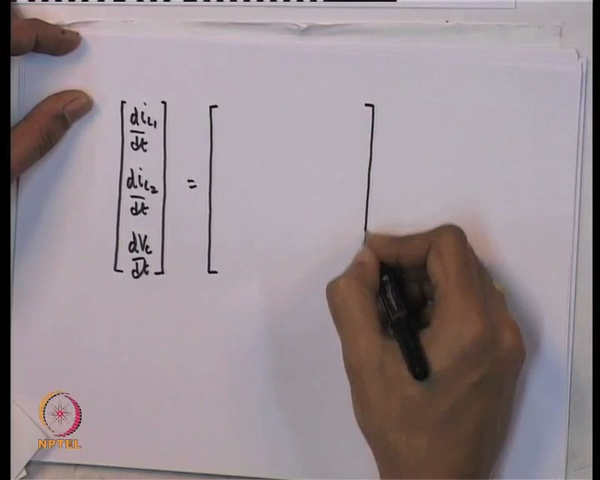 di_L1
dt
di_L2
dt
=
dV_C
dt
NPTEL